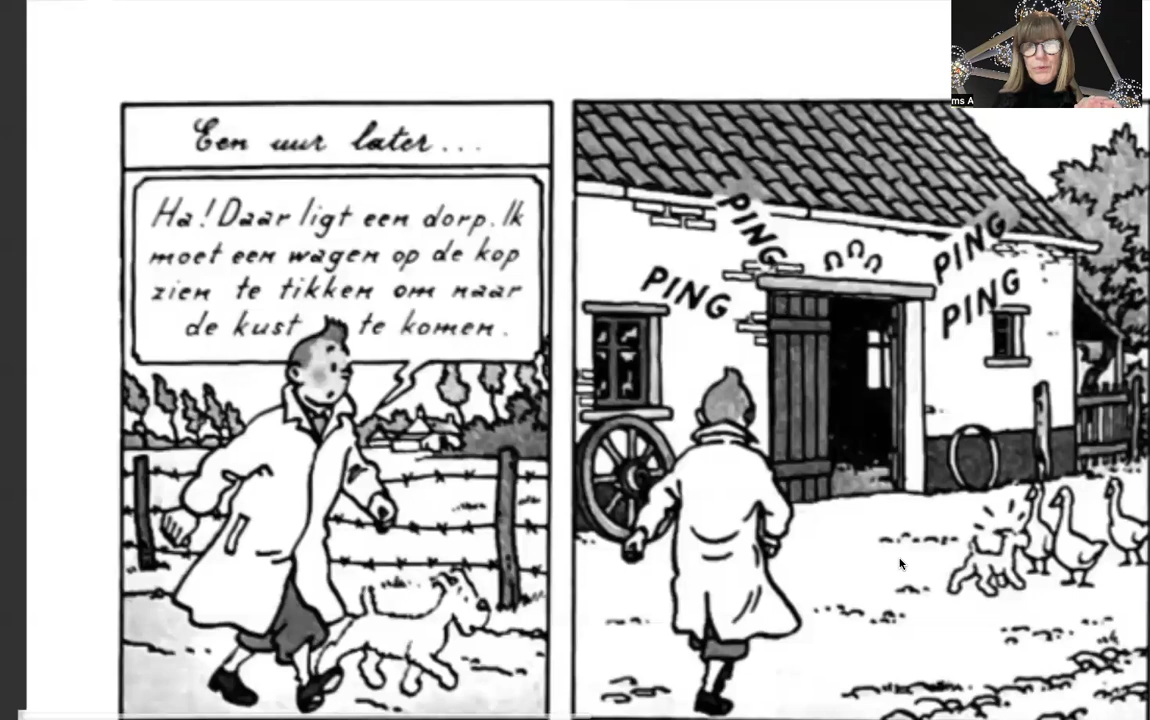 Een uur later...
Ha! Daar ligt een dorp. Ik
moet een wagen op de kop
zien te tikken om naar
de kust te komen.
PING
PING
PING
PING
ms A